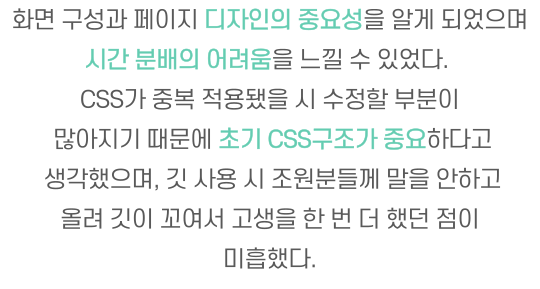 화면 구성과 페이지 디자인의 중요성을 알게 되었으며
시간 분배의 어려움을 느낄 수 있었다.
CSS가 중복 적용됐을 시 수정할 부분이
많아지기 때문에 초기 CSS구조가 중요하다고
생각했으며, 깃 사용 시 조원분들께 말을 안하고
올려 깃이 꼬여서 고생을 한 번 더 했던 점이
미흡했다.